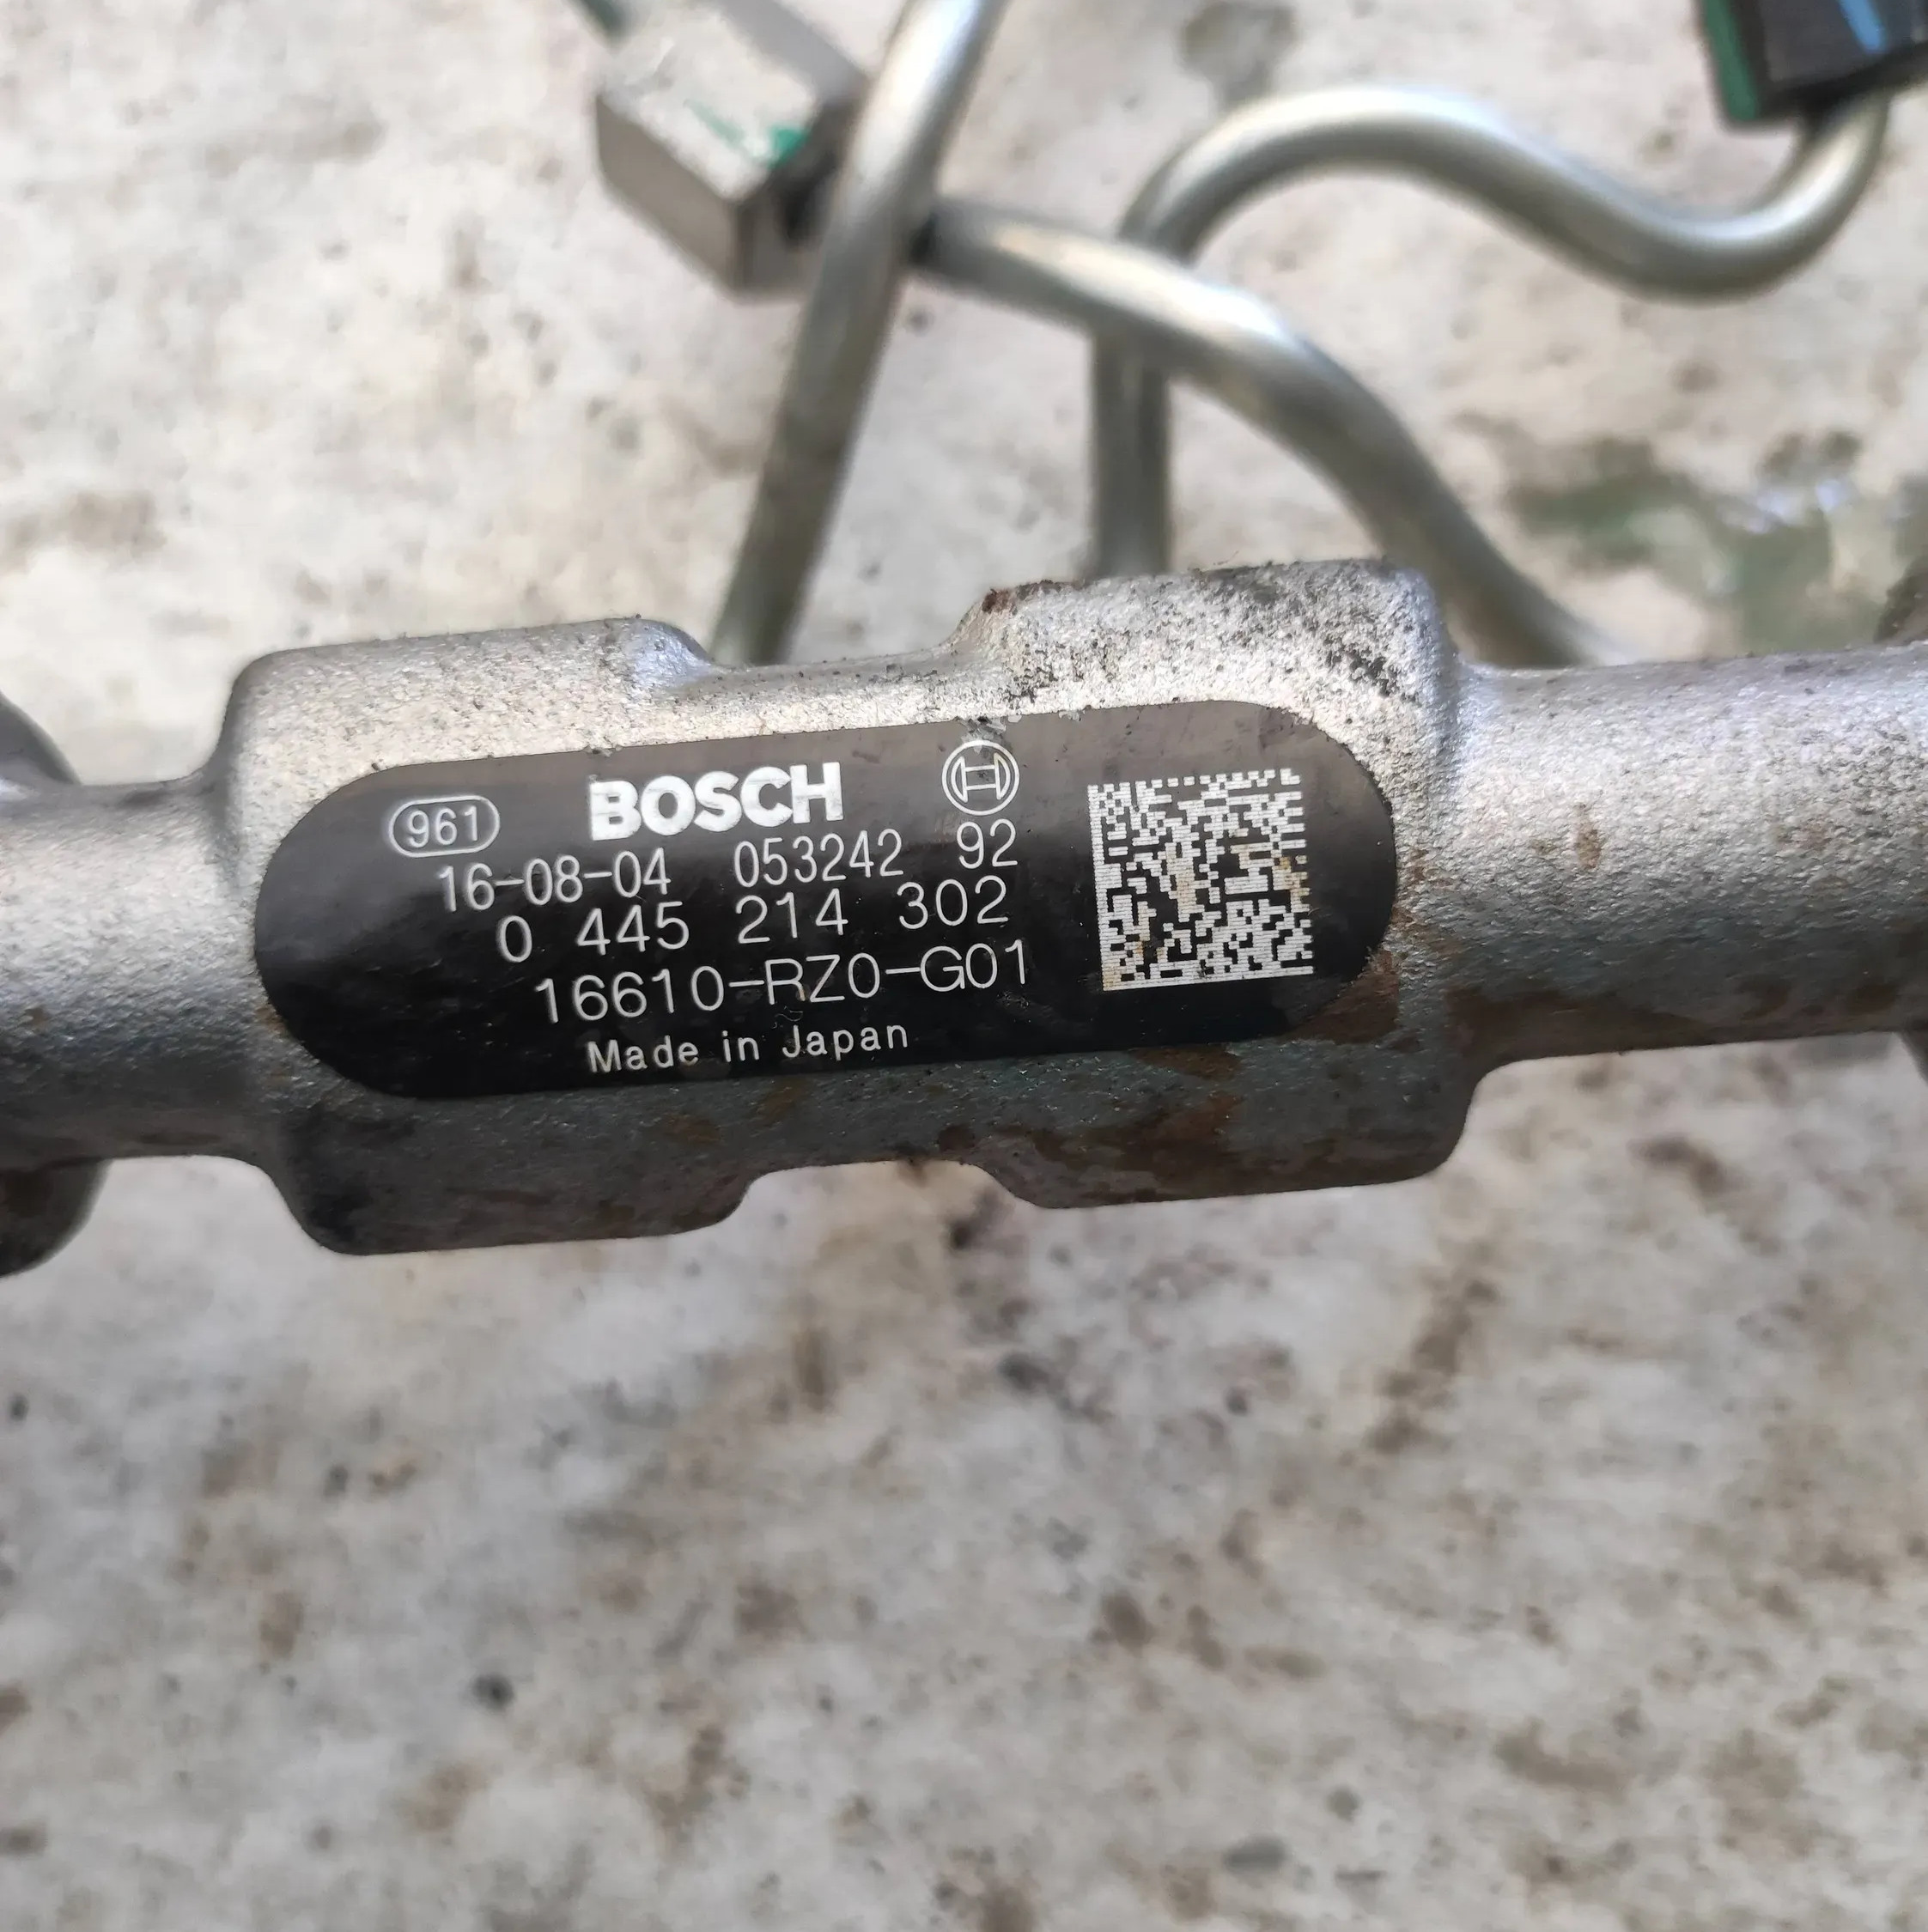 961 BOSCH
16-08-04 053242 92
0 445 214 302
16610-RZ0-G01
Made in Japan